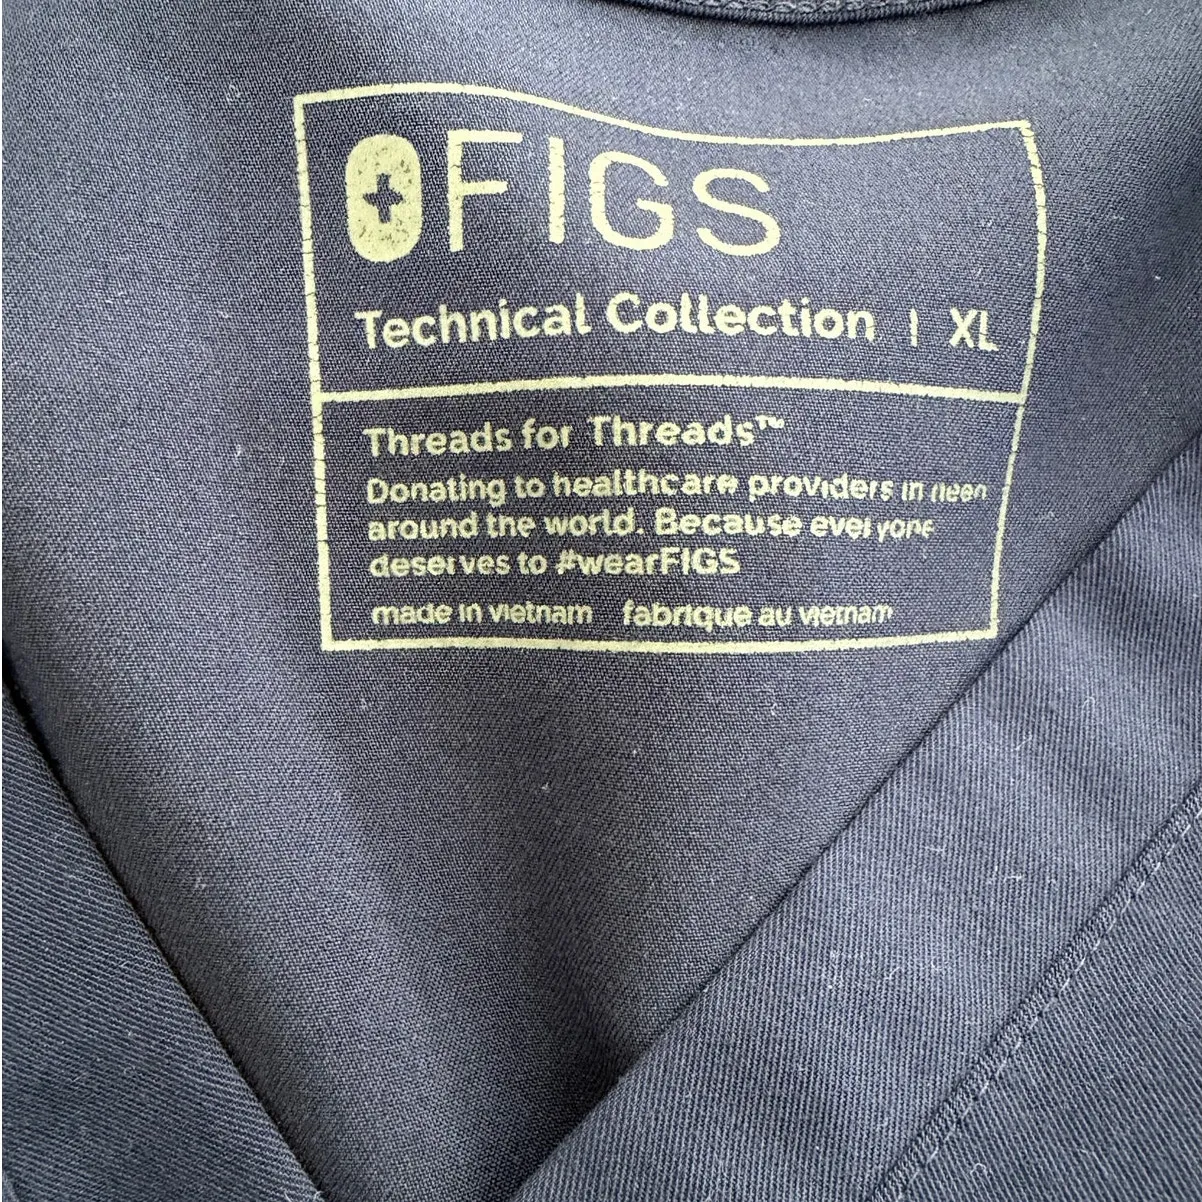 FIGS
Technical Collection | XL
Threads for Threads™
Donating to healthcare providers in need
around the world. Because everyone
deserves to #wearFIGS
made in vietnam fabriqué au vietnam